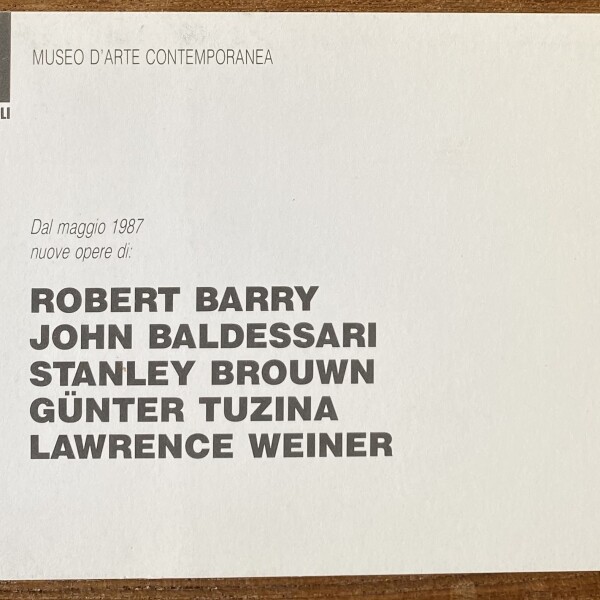 MUSEO D'ARTE CONTEMPORANEA
LI
Dal maggio 1987
nuove opere di:
ROBERT BARRY
JOHN BALDESSARI
STANLEY BROUWN
GÜNTER TUZINA
LAWRENCE WEINER